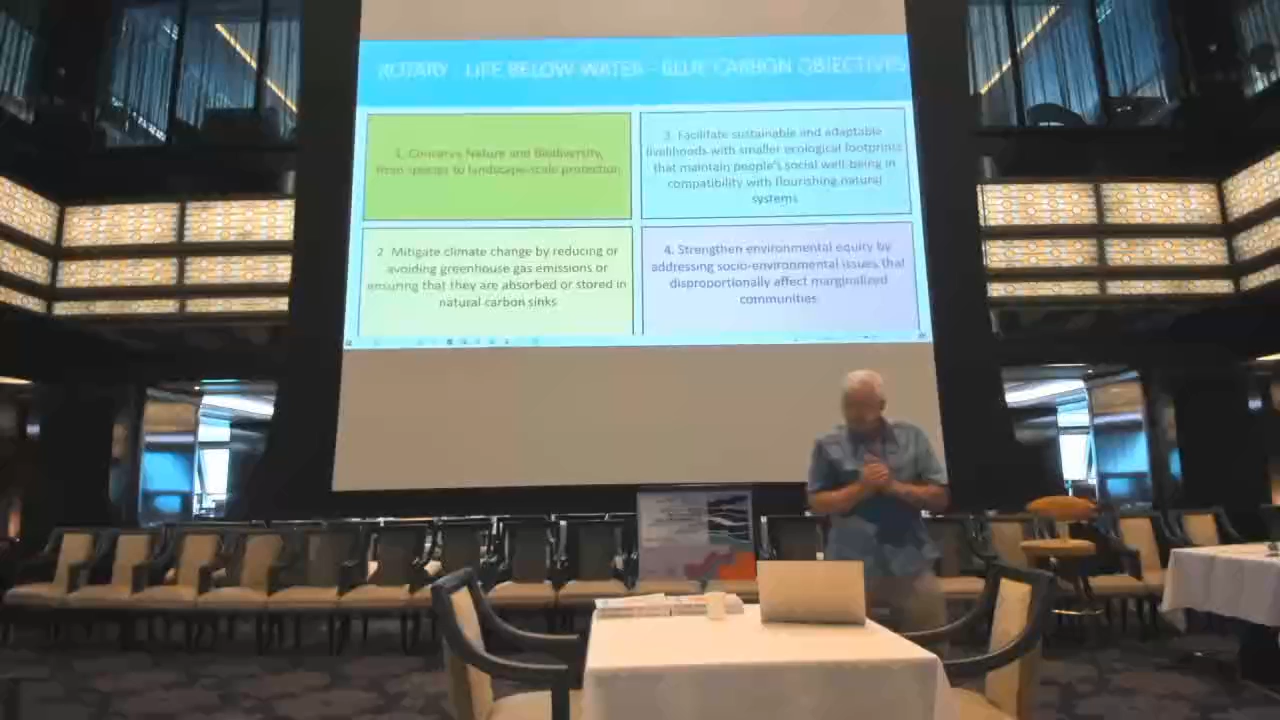 ROTARY - LIFE BELOW WATER - BLUE CARBON OBJECTIVES
1. Conserve Nature and Biodiversity,
from species to landscape-scale protection
2 Mitigate climate change by reducing or
avoiding greenhouse gas emissions or
ensuring that they are absorbed or stored in
natural carbon sinks
3. Facilitate sustainable and adaptable
livelihoods with smaller ecological footprints
that maintain people's social well-being in
compatibility with flourishing natural
systems
4. Strengthen environmental equity by
addressing socio-environmental issues that
disproportionally affect marginalized
communities.